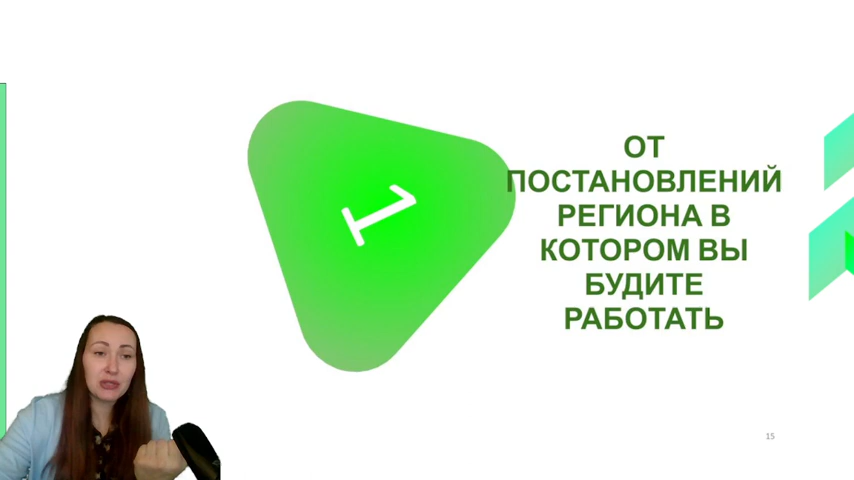 1
ОТ
ПОСТАНОВЛЕНИЙ
РЕГИОНА В
КОТОРОМ ВЫ
БУДИТЕ
РАБОТАТЬ
15